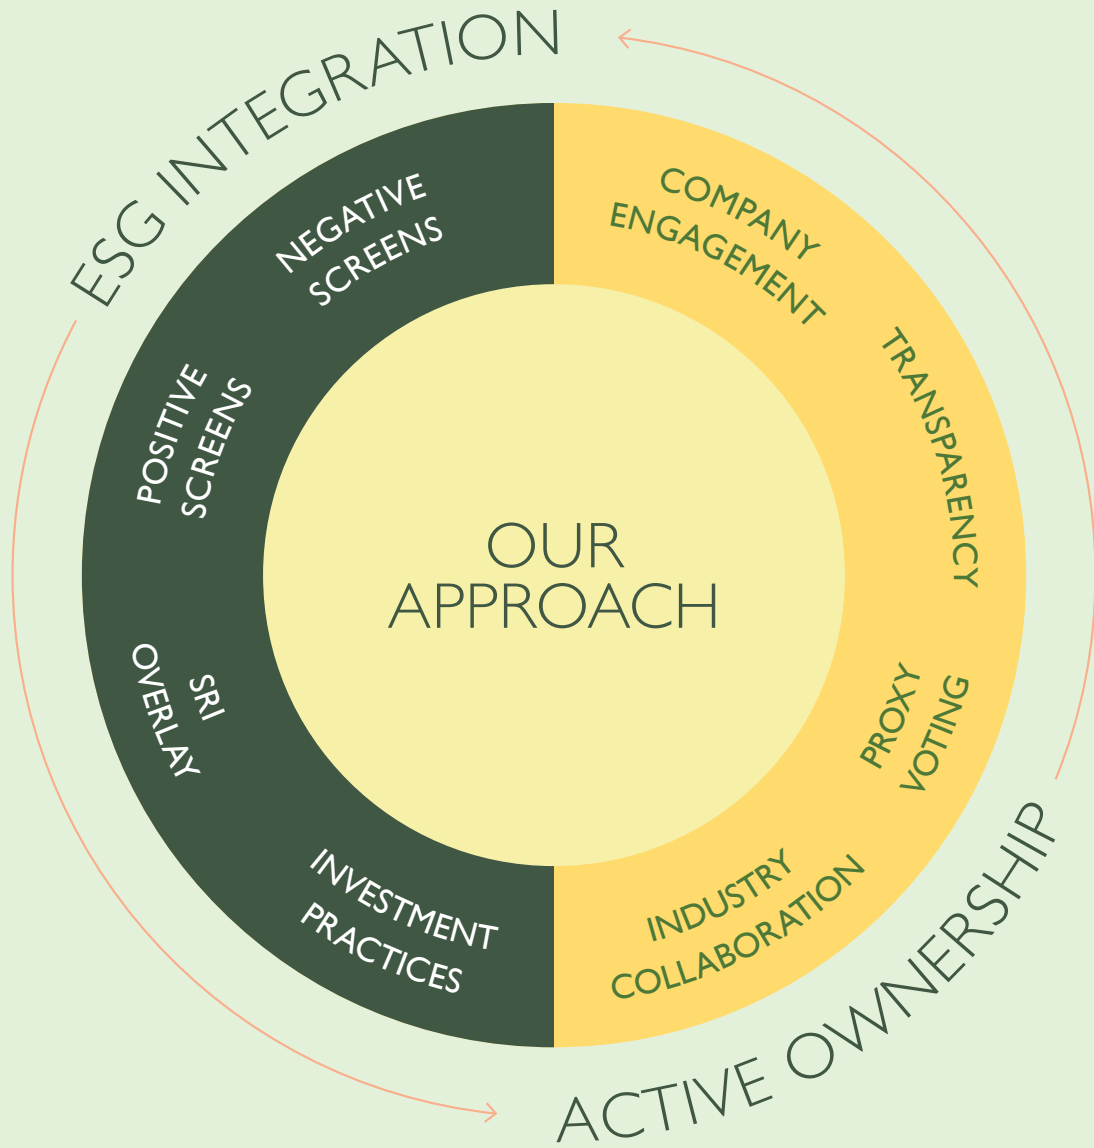 ESG INTEGRATION
NEGATIVE
SCREENS
POSITIVE
SCREENS
SRI
OVERLAY
INVESTMENT
PRACTICES
OUR
APPROACH
COMPANY
ENGAGEMENT
TRANSPARENCY
PROXY
VOTING
INDUSTRY
COLLABORATION
ACTIVE OWNERSHIP